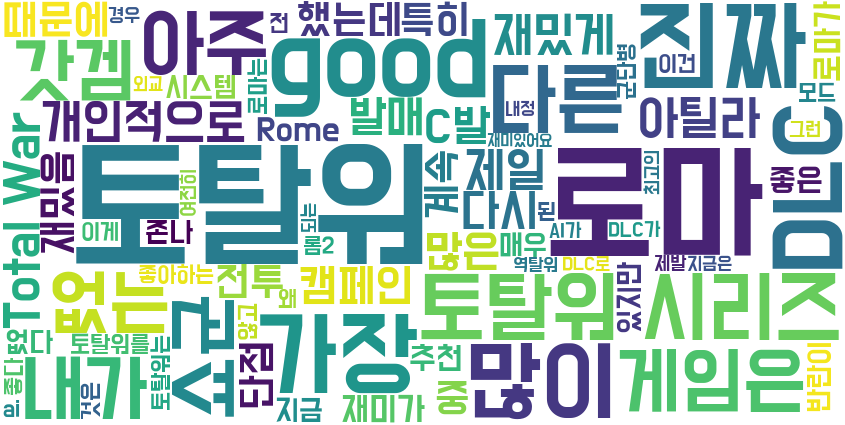 때문에
경우
전
했는데
특히
재밌게
진짜
이건
로마가
갓겜
아주
외교
시스템
로마는
good
다른
군단병
모드
개인적으로
Rome
발매
C발
내정
아틸라
그런
DLC
Total War
재밌음
여전히
토탈워
되는
계속
제일
재미있어요
로마
최고의
좋은
이게
존나
롬2
다시
된
AI가
DLC가
좋아하는
전투
왜
캠페인
많은
매우
역탈워
DLC로
있지만
제발
지금은
없는
않고
토탈워 시리즈
좋다
ai
했다
토탈워를
내가
것은
토탈워는
굿
단점
지금
가장
재미가
추천
중
많이
게임은
반란이